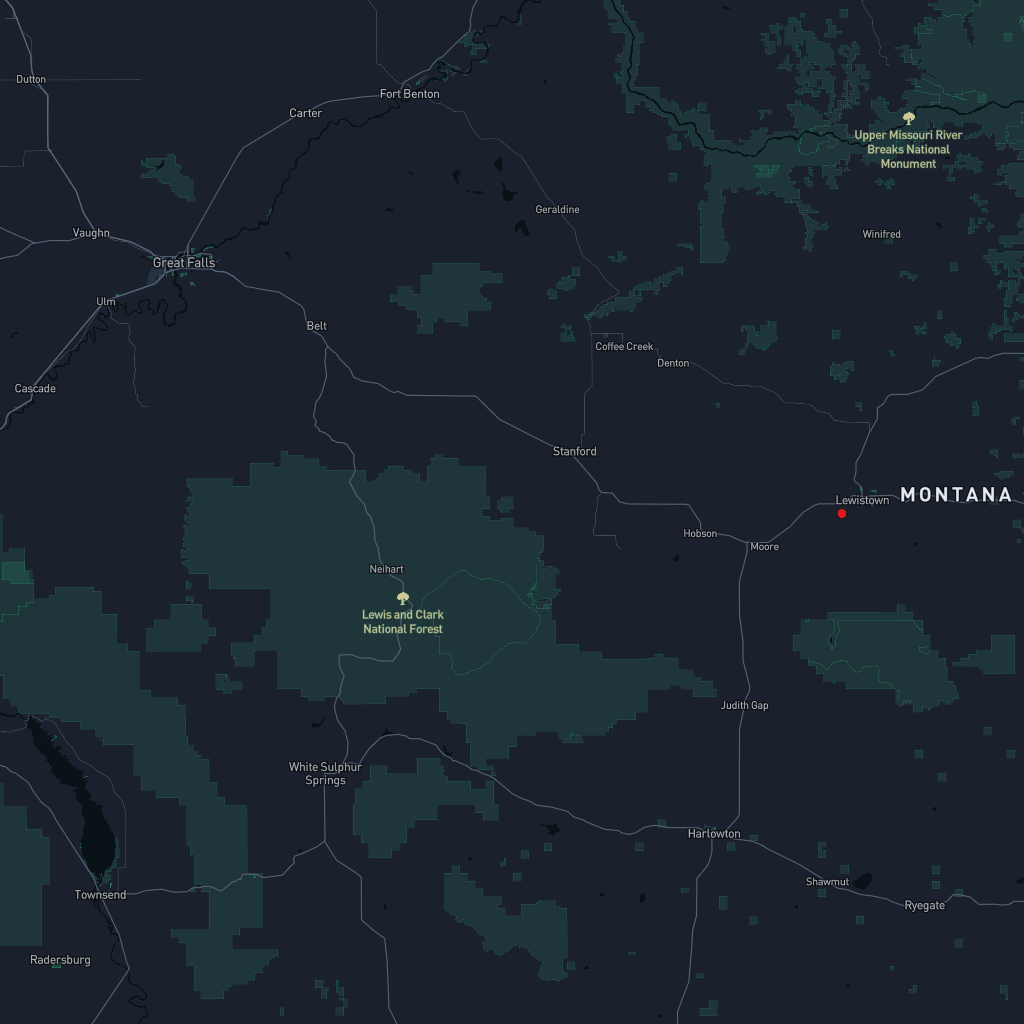 Dutton
Fort Benton
Carter
Upper Missouri River
Breaks National
Monument
Geraldine
Vaughn
Winifred
Great Falls
Ulm
Belt
Coffee Creek
Denton
Cascade
Stanford
MONTANA
Lewistown
Hobson
Moore
Neihart
Lewis and Clark
National Forest
Judith Gap
White Sulphur
Springs
Harlowton
Shawmut
Townsend
Ryegate
Radersburg